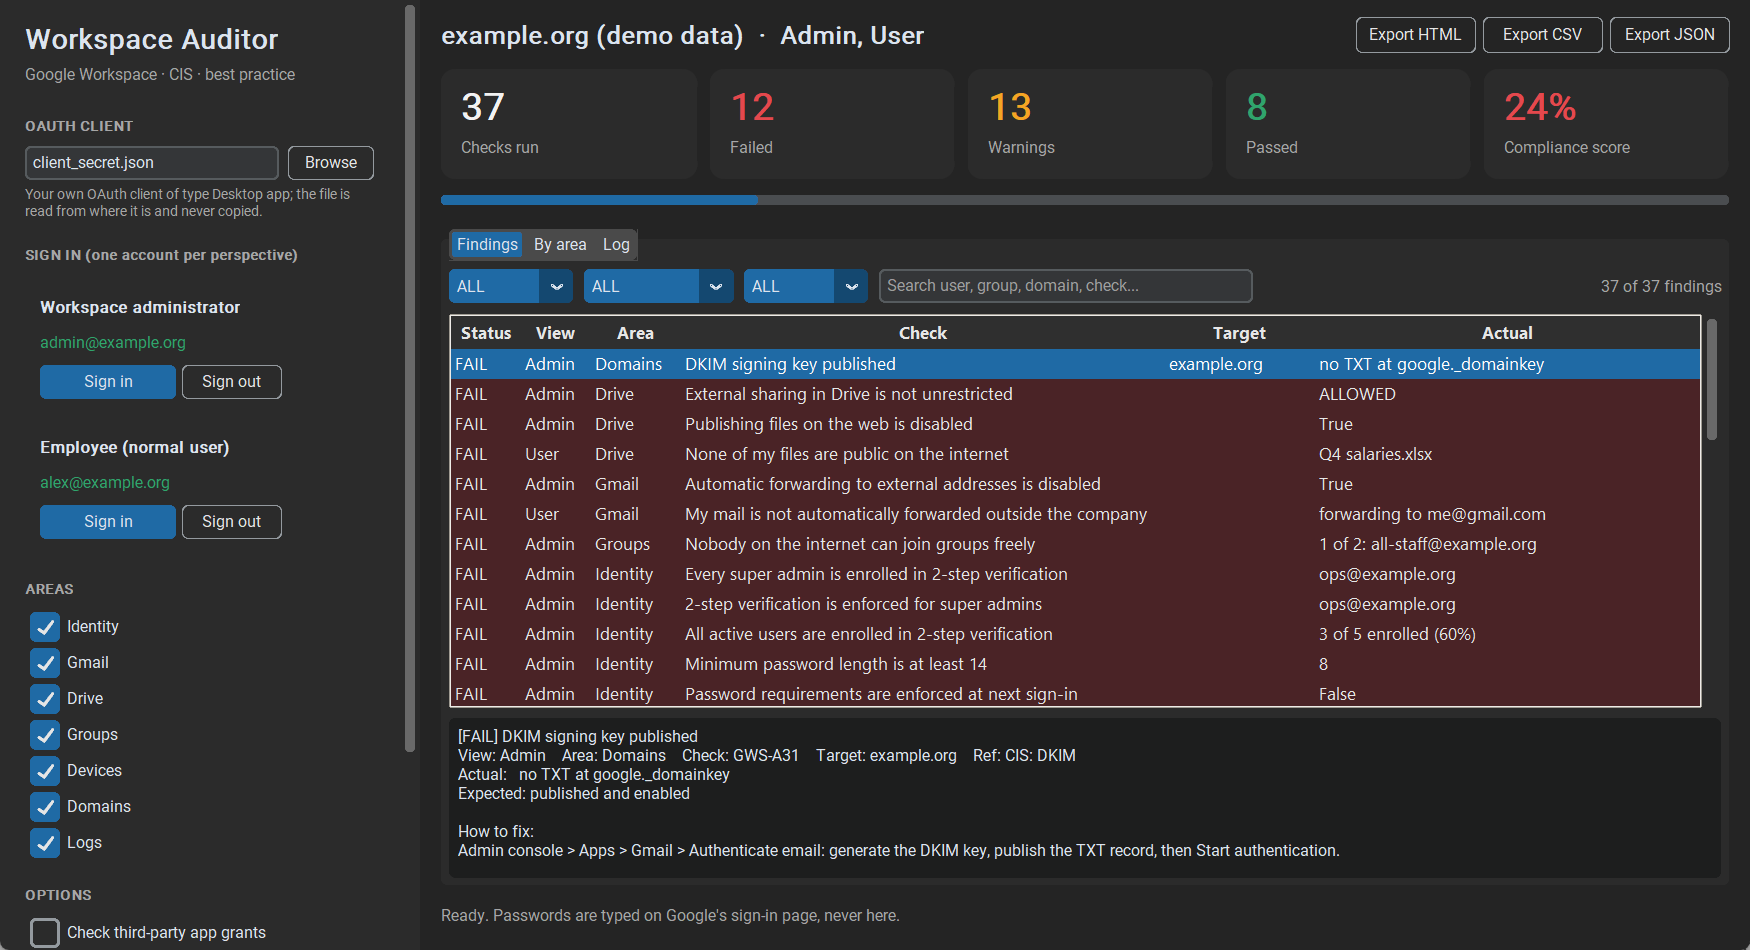 Workspace Auditor
Google Workspace · CIS · best practice
OAUTH CLIENT
client_secret.json
Browse
Your own OAuth client of type Desktop app; the file is
read from where it is and never copied.
SIGN IN (one account per perspective)
Workspace administrator
admin@example.org
Sign in
Sign out
Employee (normal user)
alex@example.org
Sign in
Sign out
AREAS
Identity
Gmail
Drive
Groups
Devices
Domains
Logs
OPTIONS
Check third-party app grants
example.org (demo data) · Admin, User
Export HTML
Export CSV
Export JSON
37
Checks run
12
Failed
13
Warnings
8
Passed
24%
Compliance score
Findings By area Log
ALL
ALL
ALL
Search user, group, domain, check...
37 of 37 findings
Status View Area Check Target Actual
FAIL Admin Domains DKIM signing key published example.org no TXT at google._domainkey
FAIL Admin Drive External sharing in Drive is not unrestricted ALLOWED
FAIL Admin Drive Publishing files on the web is disabled True
FAIL User Drive None of my files are public on the internet Q4 salaries.xlsx
FAIL Admin Gmail Automatic forwarding to external addresses is disabled True
FAIL User Gmail My mail is not automatically forwarded outside the company forwarding to me@gmail.com
FAIL Admin Groups Nobody on the internet can join groups freely 1 of 2: all-staff@example.org
FAIL Admin Identity Every super admin is enrolled in 2-step verification ops@example.org
FAIL Admin Identity 2-step verification is enforced for super admins ops@example.org
FAIL Admin Identity All active users are enrolled in 2-step verification 3 of 5 enrolled (60%)
FAIL Admin Identity Minimum password length is at least 14 8
FAIL Admin Identity Password requirements are enforced at next sign-in False
[FAIL] DKIM signing key published
View: Admin Area: Domains Check: GWS-A31 Target: example.org Ref: CIS: DKIM
Actual: no TXT at google._domainkey
Expected: published and enabled
How to fix:
Admin console > Apps > Gmail > Authenticate email: generate the DKIM key, publish the TXT record, then Start authentication.
Ready. Passwords are typed on Google's sign-in page, never here.